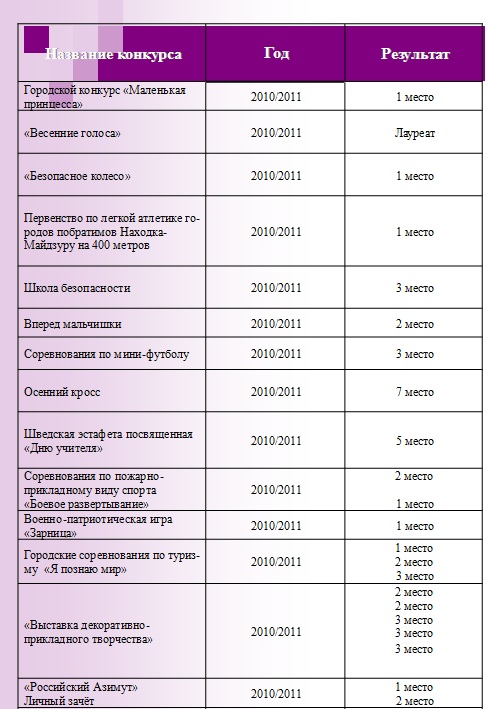 Название конкурса Год Результат
Городской конкурс «Маленькая
принцесса» 2010/2011 1 место
«Весенние голоса» 2010/2011 Лауреат
«Безопасное колесо» 2010/2011 1 место
Первенство по легкой атлетике го-
родов побратимов Находка-
Майдзуру на 400 метров 2010/2011 1 место
Школа безопасности 2010/2011 3 место
Вперед мальчишки 2010/2011 2 место
Соревнования по мини-футболу 2010/2011 3 место
Осенний кросс 2010/2011 7 место
Шведская эстафета посвященная
«Дню учителя» 2010/2011 5 место
Соревнования по пожарно-
прикладному виду спорта
«Боевое развертывание» 2010/2011 2 место
1 место
Военно-патриотическая игра
«Зарница» 2010/2011 1 место
Городские соревнования по туриз-
му «Я познаю мир» 2010/2011 1 место
2 место
3 место
«Выставка декоративно-
прикладного творчества» 2010/2011 2 место
2 место
3 место
3 место
3 место
«Российский Азимут»
Личный зачёт 2010/2011 1 место
2 место